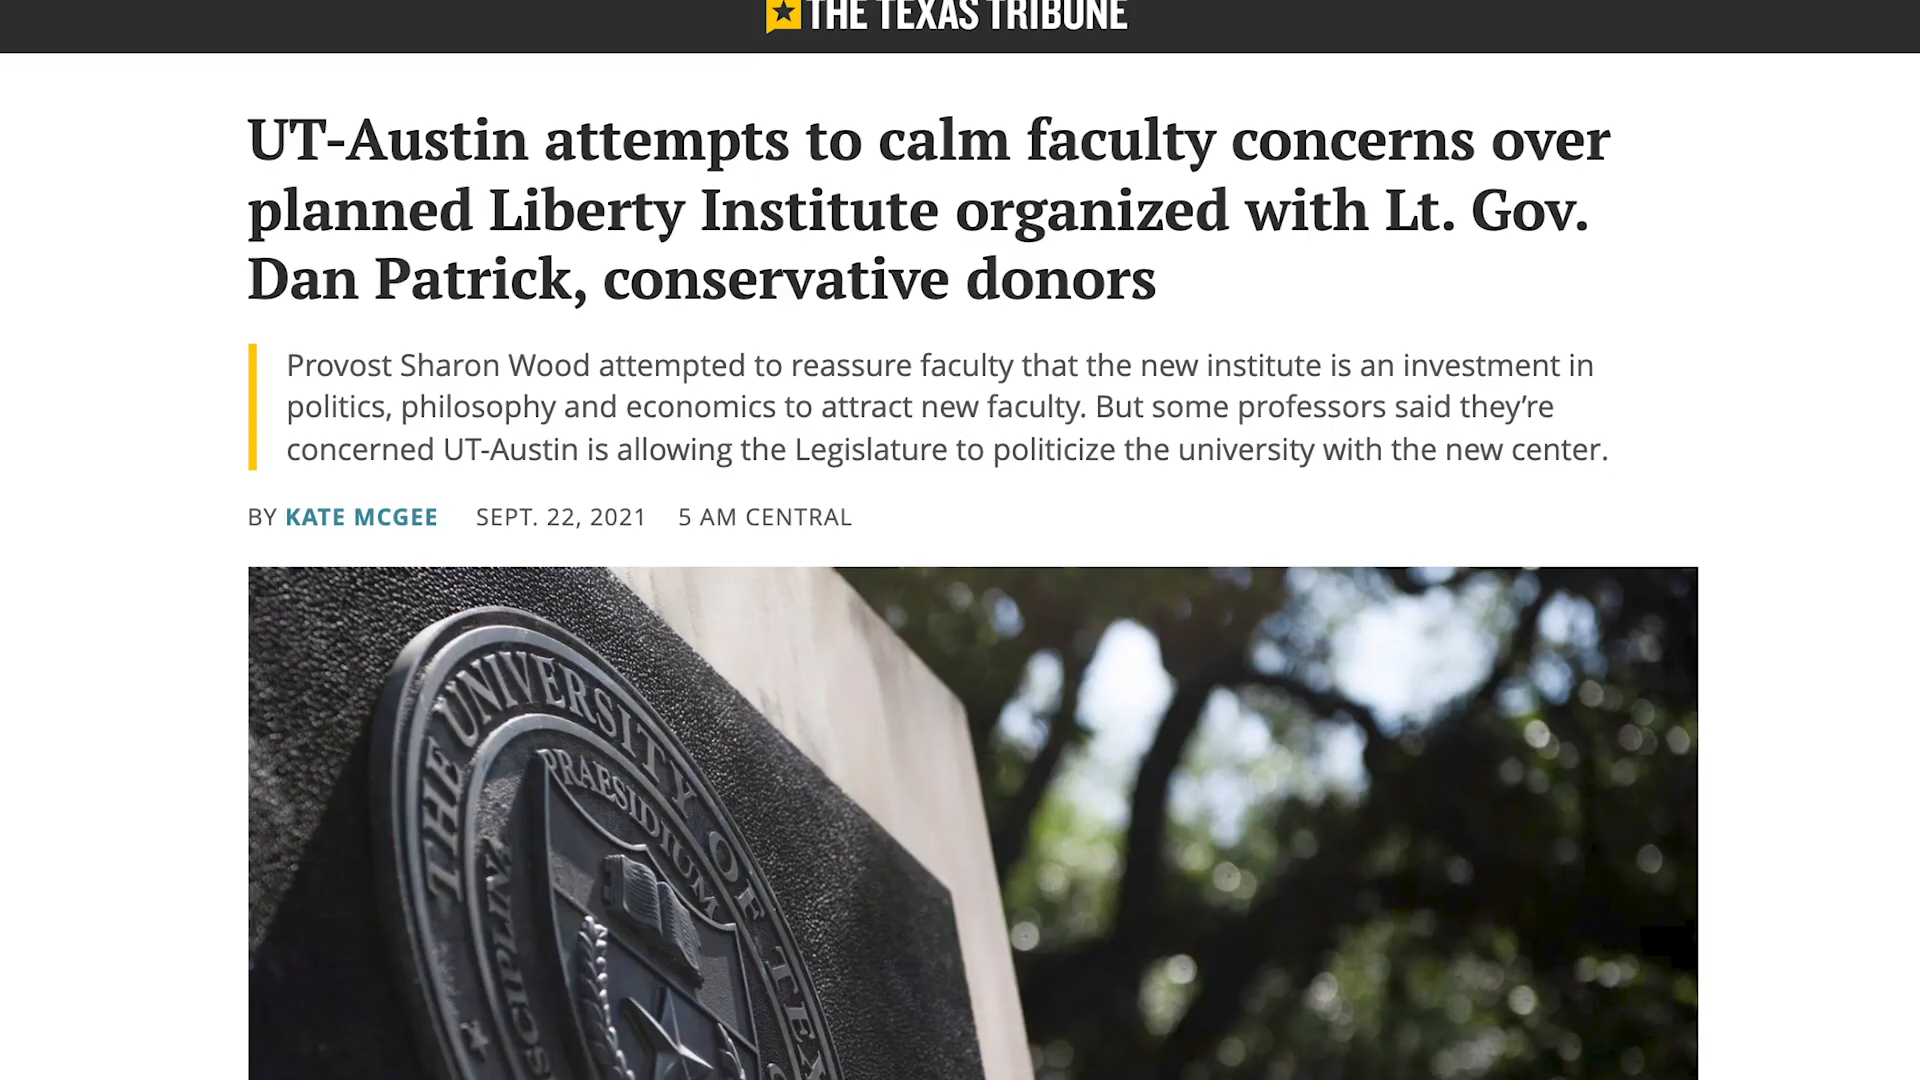 THE TEXAS TRIBUNE
UT-Austin attempts to calm faculty concerns over
planned Liberty Institute organized with Lt. Gov.
Dan Patrick, conservative donors
Provost Sharon Wood attempted to reassure faculty that the new institute is an investment in
politics, philosophy and economics to attract new faculty. But some professors said they’re
concerned UT-Austin is allowing the Legislature to politicize the university with the new center.
BY KATE MCGEE SEPT. 22, 2021 5 AM CENTRAL
THE UNIVERSITY OF
PRAESIDIUM